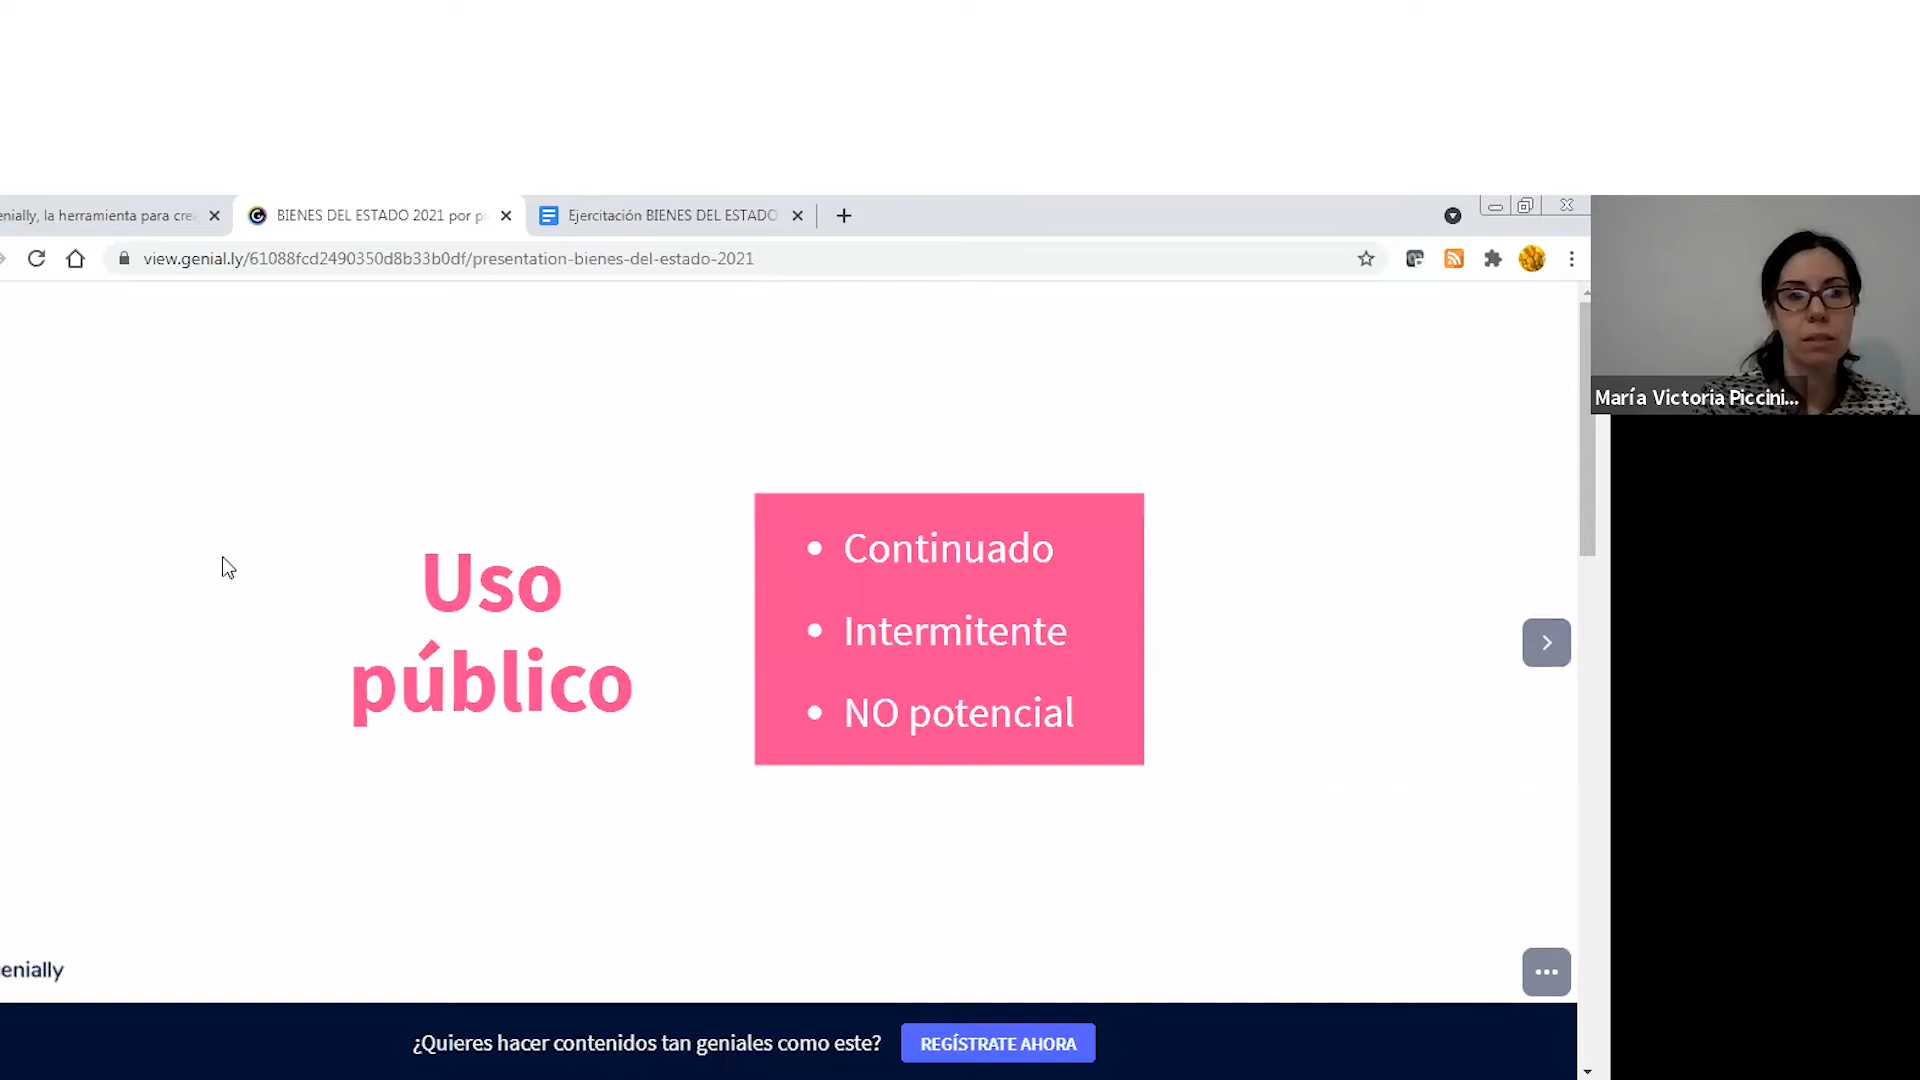 enially, la herramienta para cre
BIENES DEL ESTADO 2021 por p
Ejercitación BIENES DEL ESTADO
view.genial.ly/61088fcd2490350d8b33b0df/presentation-bienes-del-estado-2021
María Victoria Piccini...
Uso
público
• Continuado
• Intermitente
• NO potencial
enially
¿Quieres hacer contenidos tan geniales como este?
REGÍSTRATE AHORA